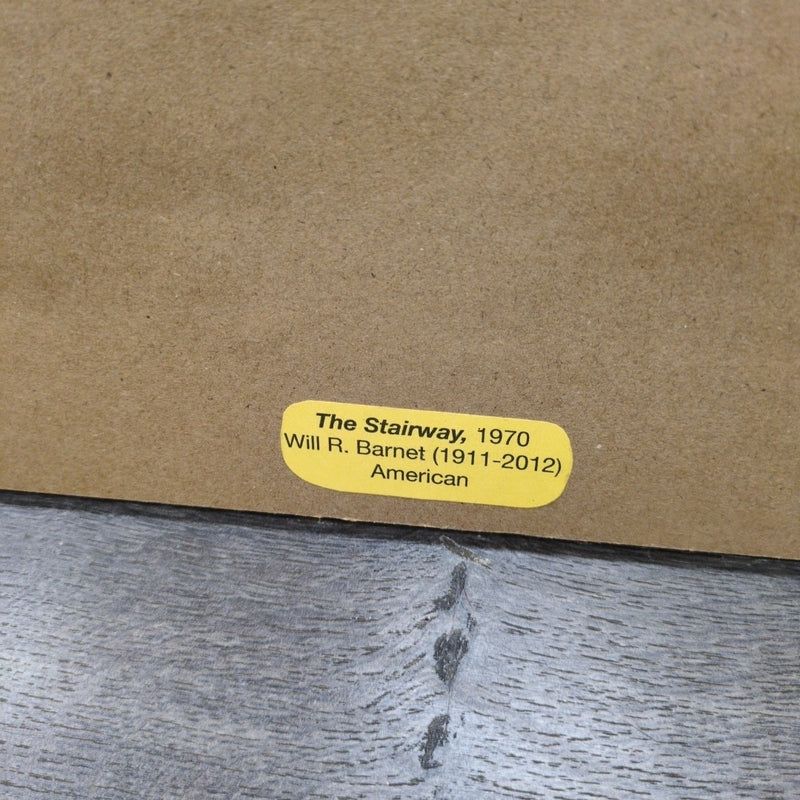 The Stairway, 1970
Will R. Barnet (1911-2012)
American